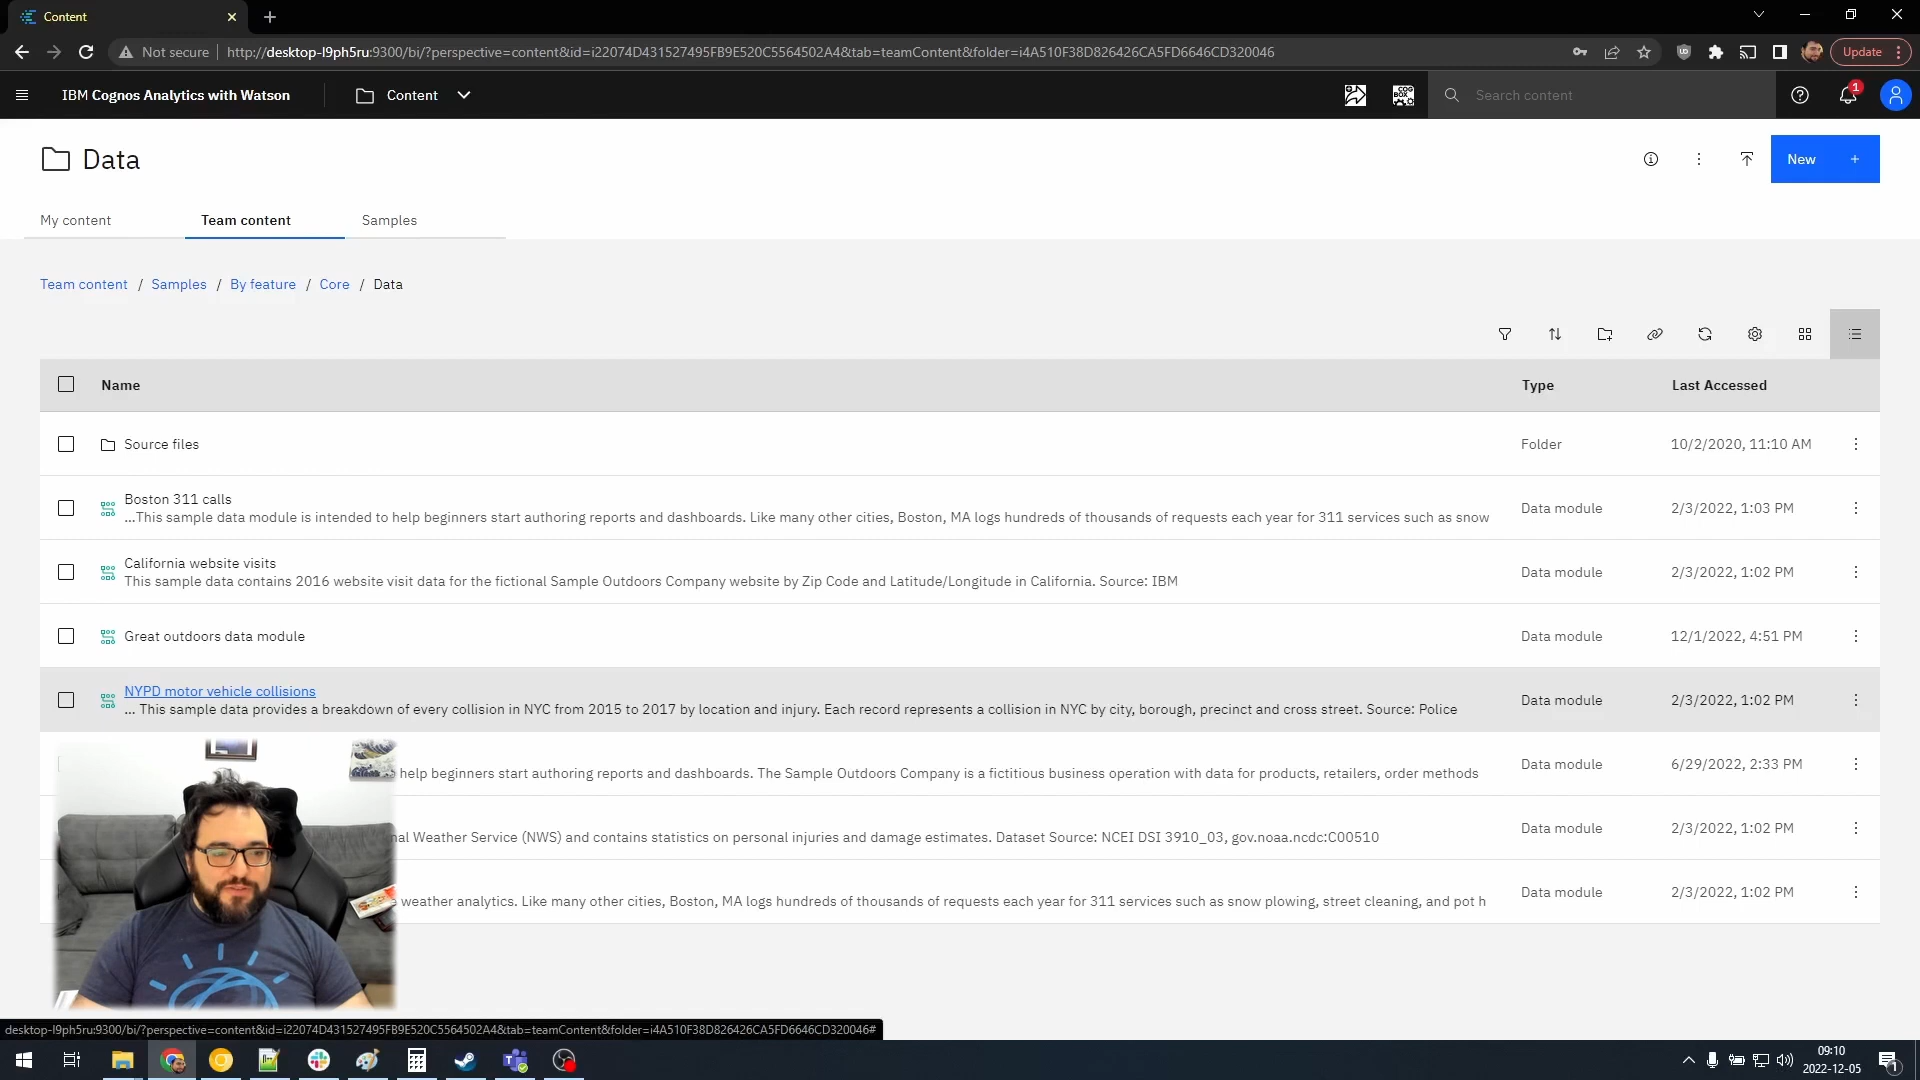 Content
Not secure
http://desktop-l9ph5ru:9300/bi/?perspective=content&id=i22074D431527495FB9E520C5564502A4&tab=teamContent&folder=i4A510F38D826426CA5FD6646CD320046
Update
IBM Cognos Analytics with Watson
Content
COG BOX
Search content
1
Data
New +
My content
Team content
Samples
Team content / Samples / By feature / Core / Data
Name
Type
Last Accessed
Source files
Folder
10/2/2020, 11:10 AM
Boston 311 calls
...This sample data module is intended to help beginners start authoring reports and dashboards. Like many other cities, Boston, MA logs hundreds of thousands of requests each year for 311 services such as snow
Data module
2/3/2022, 1:03 PM
California website visits
This sample data contains 2016 website visit data for the fictional Sample Outdoors Company website by Zip Code and Latitude/Longitude in California. Source: IBM
Data module
2/3/2022, 1:02 PM
Great outdoors data module
Data module
12/1/2022, 4:51 PM
NYPD motor vehicle collisions
... This sample data provides a breakdown of every collision in NYC from 2015 to 2017 by location and injury. Each record represents a collision in NYC by city, borough, precinct and cross street. Source: Police
Data module
2/3/2022, 1:02 PM
help beginners start authoring reports and dashboards. The Sample Outdoors Company is a fictitious business operation with data for products, retailers, order methods
Data module
6/29/2022, 2:33 PM
Weather Service (NWS) and contains statistics on personal injuries and damage estimates. Dataset Source: NCEI DSI 3910_03, gov.noaa.ncdc:C00510
Data module
2/3/2022, 1:02 PM
weather analytics. Like many other cities, Boston, MA logs hundreds of thousands of requests each year for 311 services such as snow plowing, street cleaning, and pot h
Data module
2/3/2022, 1:02 PM
desktop-l9ph5ru:9300/bi/?perspective=content&id=i22074D431527495FB9E520C5564502A4&tab=teamContent&folder=i4A510F38D826426CA5FD6646CD320046#
09:10
2022-12-05
1